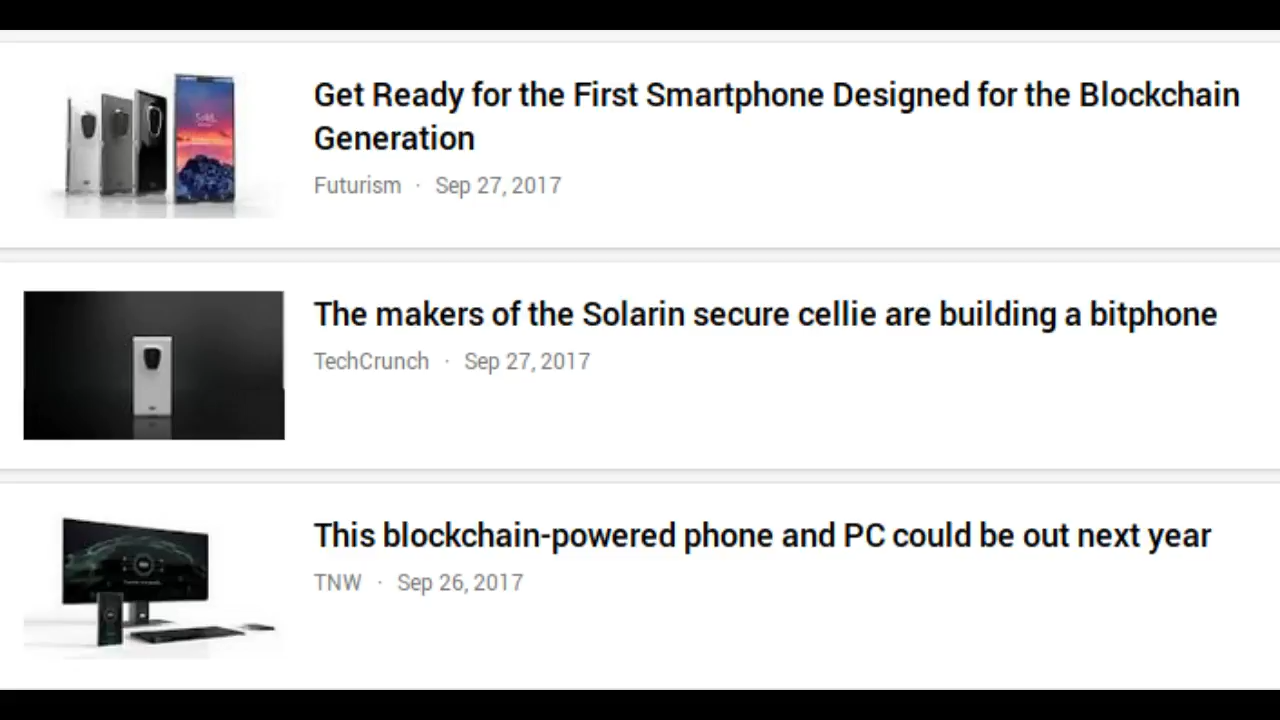 Get Ready for the First Smartphone Designed for the Blockchain
Generation
Futurism · Sep 27, 2017
The makers of the Solarin secure cellie are building a bitphone
TechCrunch · Sep 27, 2017
This blockchain-powered phone and PC could be out next year
TNW · Sep 26, 2017